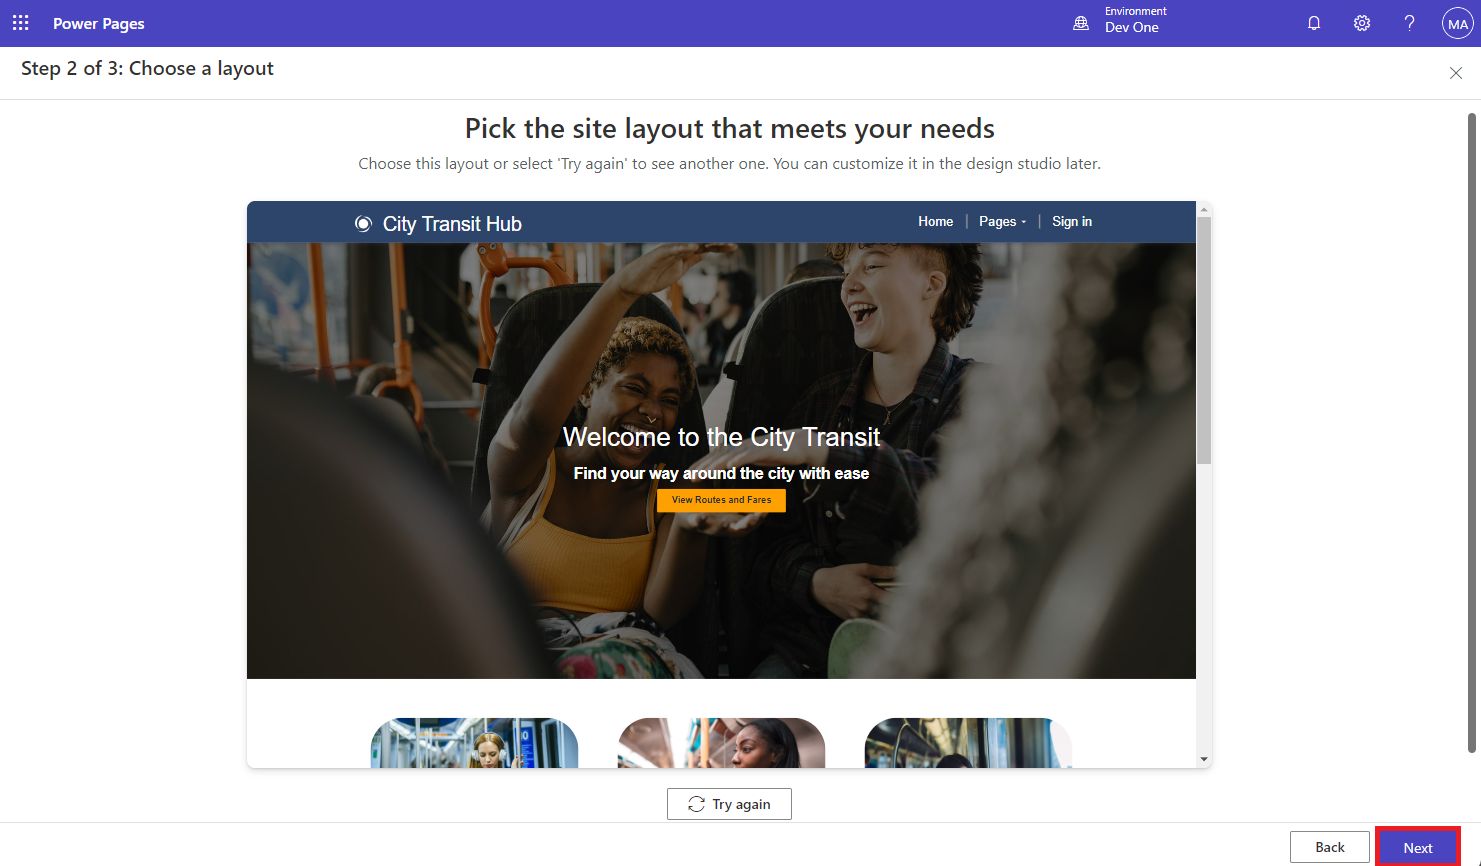 Power Pages
Environment
Dev One
MA
Step 2 of 3: Choose a layout
Pick the site layout that meets your needs
Choose this layout or select 'Try again' to see another one. You can customize it in the design studio later.
City Transit Hub
Home | Pages | Sign in
Welcome to the City Transit
Find your way around the city with ease
View Routes and Fares
Try again
Back
Next